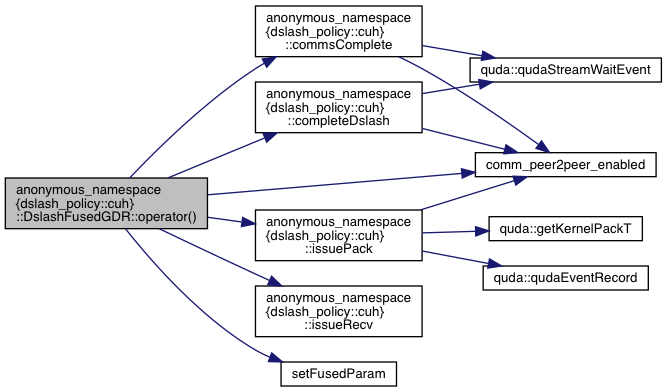 anonymous_namespace
{dslash_policy::cuh}
::DslashFusedGDR::operator()
anonymous_namespace
{dslash_policy::cuh}
::commsComplete
anonymous_namespace
{dslash_policy::cuh}
::completeDslash
anonymous_namespace
{dslash_policy::cuh}
::issuePack
anonymous_namespace
{dslash_policy::cuh}
::issueRecv
setFusedParam
quda::qudaStreamWaitEvent
comm_peer2peer_enabled
quda::getKernelPackT
quda::qudaEventRecord